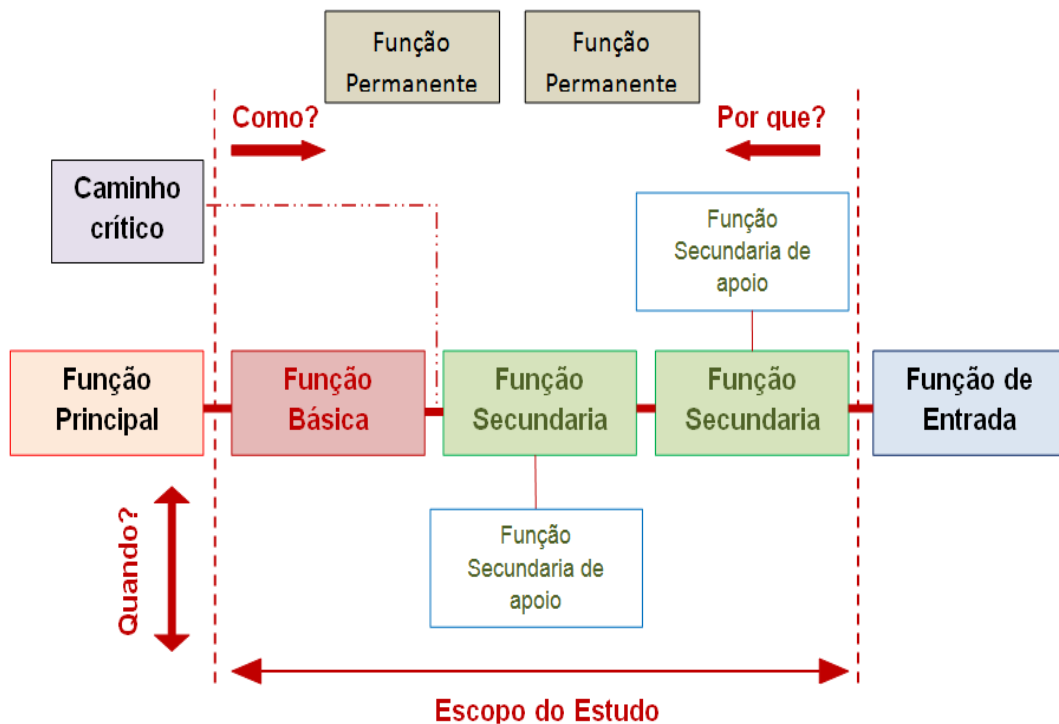 Função
Permanente
Função
Permanente
Como?
Por que?
Caminho
crítico
Função
Secundaria de
apoio
Função
Principal
Função
Básica
Função
Secundaria
Função
Secundaria
Função de
Entrada
Quando?
Função
Secundaria de
apoio
Escopo do Estudo